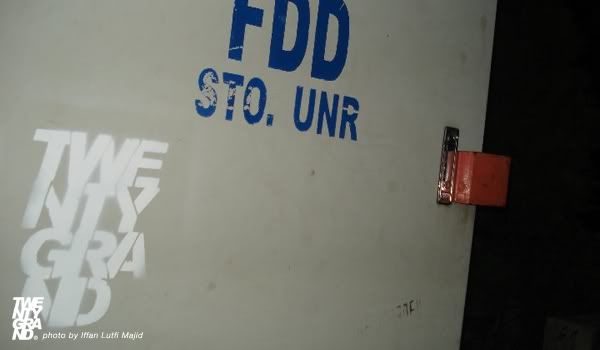 FDD
STO. UNR
TWE
NTY
GRA
ND
TWE
NTY
GRA
ND® photo by Iffan Lutfi Majid